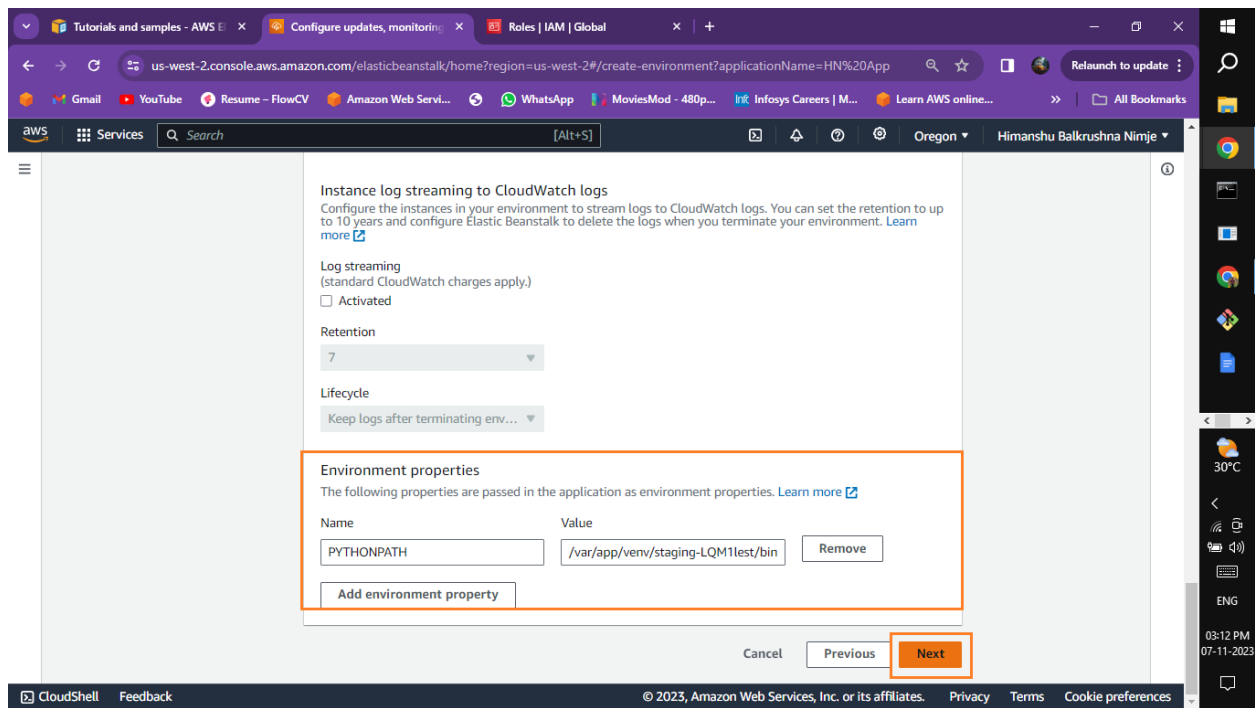 Tutorials and samples - AWS El
Configure updates, monitoring
Roles | IAM | Global
us-west-2.console.aws.amazon.com/elasticbeanstalk/home?region=us-west-2#/create-environment?applicationName=HN%20App
Relaunch to update
Gmail
YouTube
Resume – FlowCV
Amazon Web Servi...
WhatsApp
MoviesMod - 480p...
Infosys Careers | M...
Learn AWS online...
All Bookmarks
aws
Services
Search
[Alt+S]
Oregon
Himanshu Balkrushna Nimje
Instance log streaming to CloudWatch logs
Configure the instances in your environment to stream logs to CloudWatch logs. You can set the retention to up
to 10 years and configure Elastic Beanstalk to delete the logs when you terminate your environment. Learn
more
Log streaming
(standard CloudWatch charges apply.)
Activated
Retention
7
Lifecycle
Keep logs after terminating env...
Environment properties
The following properties are passed in the application as environment properties. Learn more
Name
Value
PYTHONPATH
/var/app/venv/staging-LQM1lest/bin
Remove
Add environment property
Cancel
Previous
Next
CloudShell
Feedback
© 2023, Amazon Web Services, Inc. or its affiliates.
Privacy
Terms
Cookie preferences
30°C
ENG
03:12 PM
07-11-2023